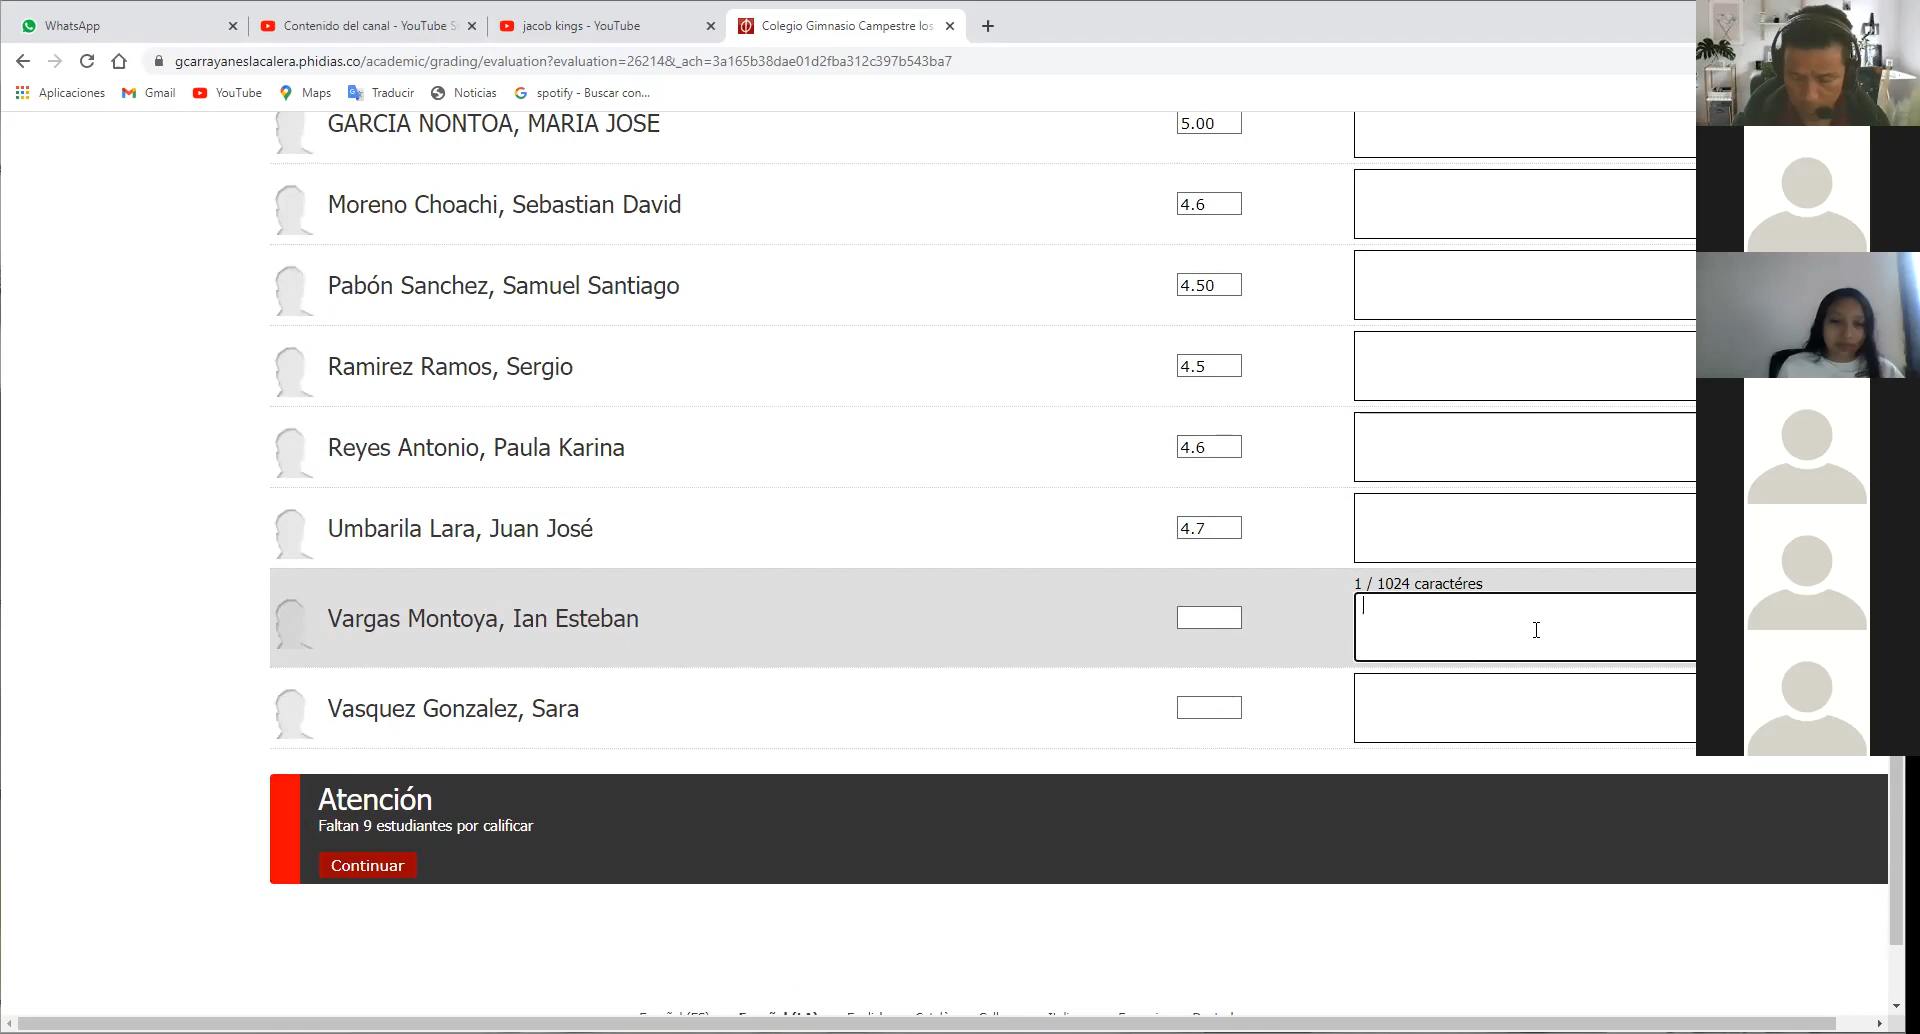 WhatsApp
Contenido del canal - YouTube S
jacob kings - YouTube
Colegio Gimnasio Campestre los
gcarrayaneslacalera.phidias.co/academic/grading/evaluation?evaluation=26214&_ach=3a165b38dae01d2fba312c397b543ba7
Aplicaciones
Gmail
YouTube
Maps
Traducir
Noticias
spotify - Buscar con...
GARCIA NONTOA, MARIA JOSE
5.00
Moreno Choachi, Sebastian David
4.6
Pabón Sanchez, Samuel Santiago
4.50
Ramirez Ramos, Sergio
4.5
Reyes Antonio, Paula Karina
4.6
Umbarila Lara, Juan José
4.7
1 / 1024 caractéres
Vargas Montoya, Ian Esteban
Vasquez Gonzalez, Sara
Atención
Faltan 9 estudiantes por calificar
Continuar